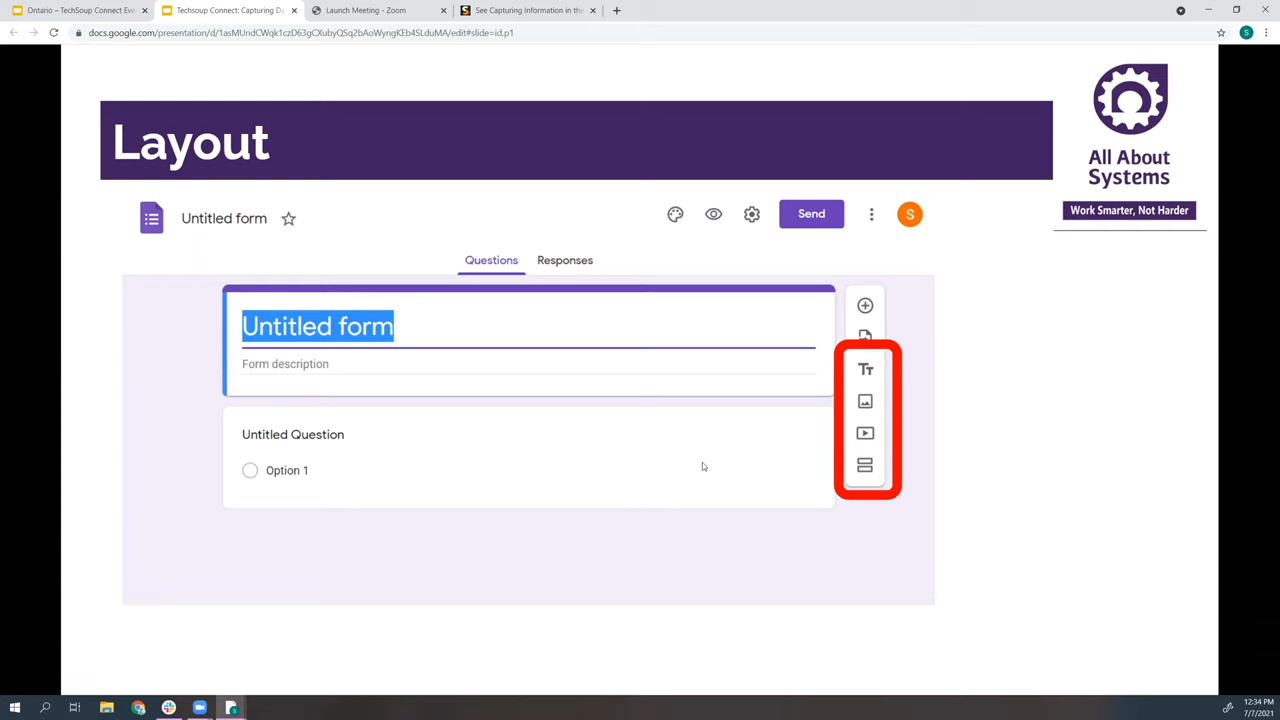 Ontario – TechSoup Connect Eve
Techsoup Connect: Capturing Da
Launch Meeting - Zoom
See Capturing Information in the
docs.google.com/presentation/d/1asMUndCWqk1czD63gCXubyQSq2bAoWyngKEb4SLduMA/edit#slide=id.p1
S
Layout
All About
Systems
Work Smarter, Not Harder
Untitled form
Send
S
Questions
Responses
Untitled form
Form description
Tт
Untitled Question
Option 1
12:34 PM
7/7/2021